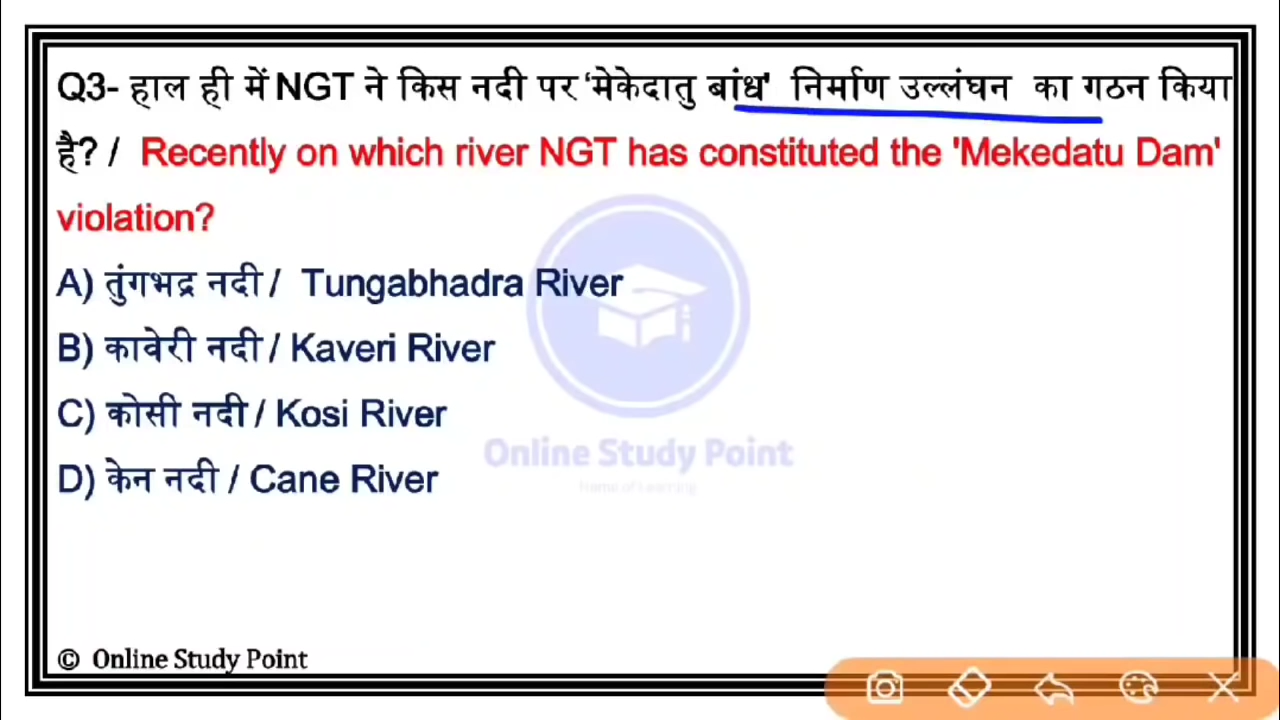 Q3- हाल ही में NGT ने किस नदी पर 'मेकेदातु बांध' निर्माण उल्लंघन का गठन किया
है? / Recently on which river NGT has constituted the 'Mekedatu Dam'
violation?
A) तुंगभद्र नदी / Tungabhadra River
B) कावेरी नदी / Kaveri River
C) कोसी नदी / Kosi River
D) केन नदी / Cane River
Online Study Point
© Online Study Point